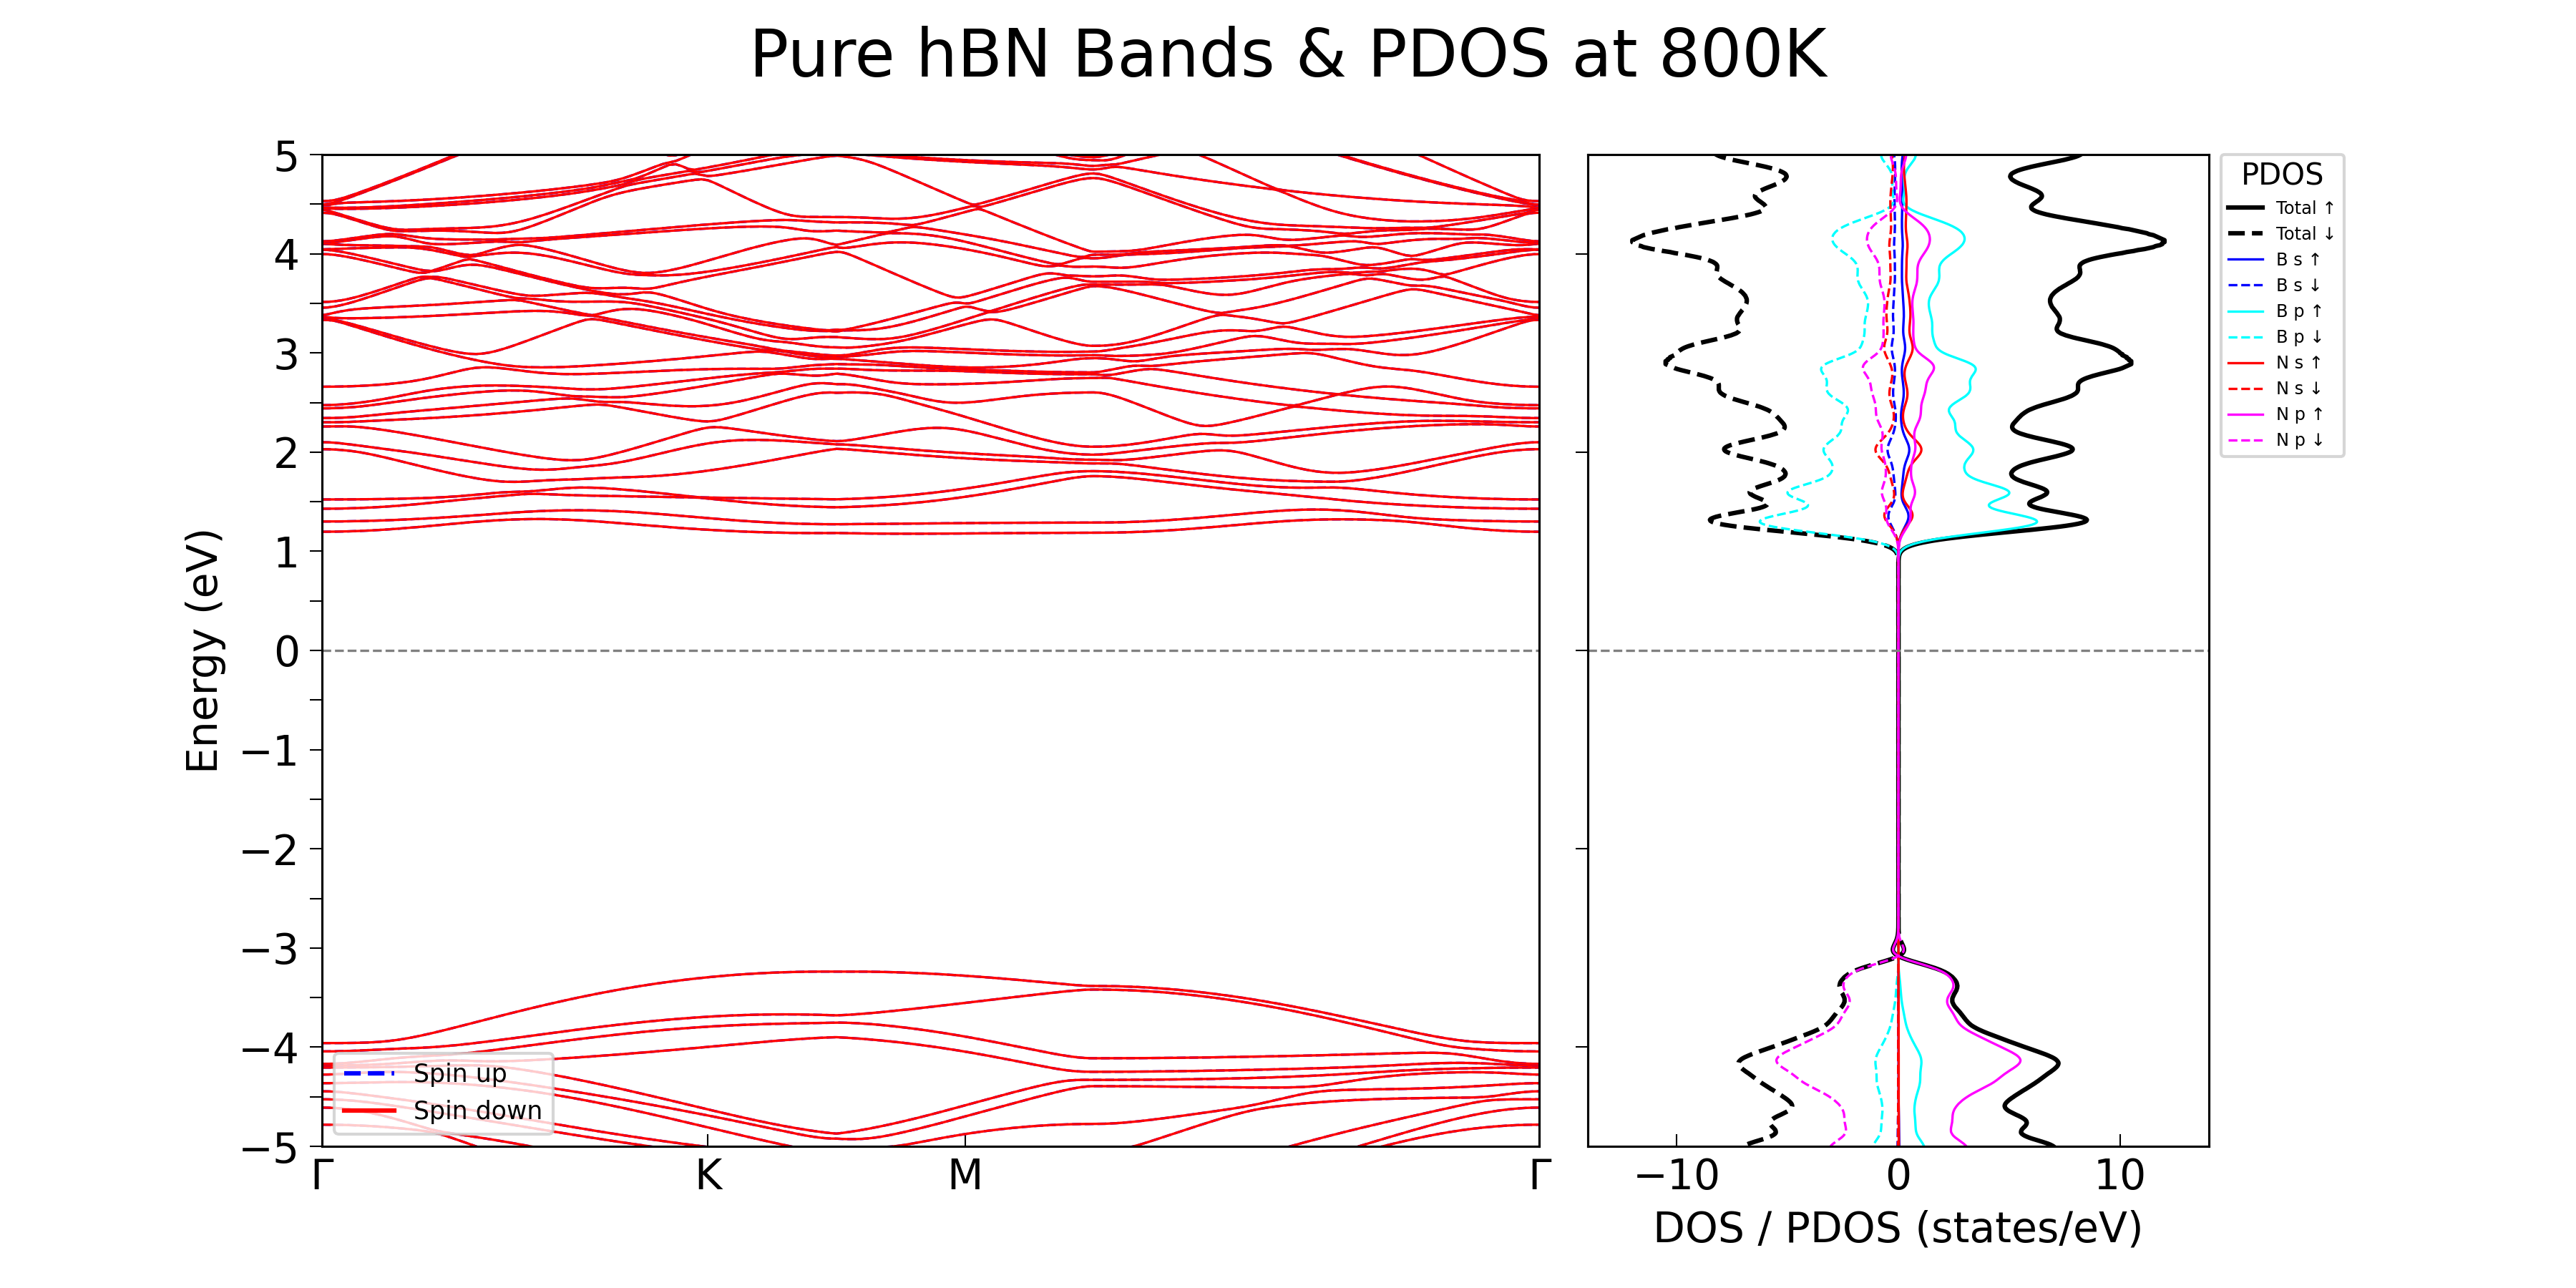 Pure hBN Bands & PDOS at 800K
Energy (eV)
5
4
3
2
1
0
−1
−2
−3
−4
−5
Spin up
Spin down
Γ K M Γ
−10 0 10
DOS / PDOS (states/eV)
PDOS
Total ↑
Total ↓
B s ↑
B s ↓
B p ↑
B p ↓
N s ↑
N s ↓
N p ↑
N p ↓